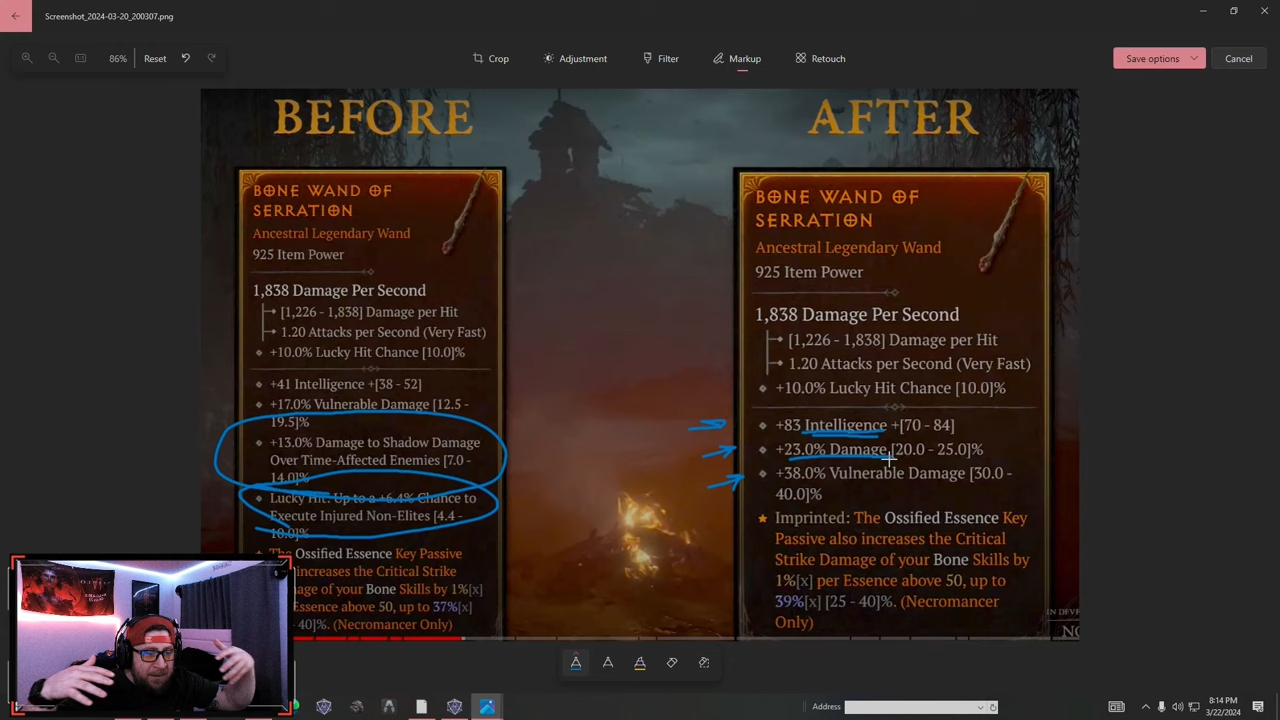 Screenshot_2024-03-20_200307.png
86%
Reset
Crop
Adjustment
Filter
Markup
Retouch
Save options
Cancel
BEFORE
BONE WAND OF
SERRATION
Ancestral Legendary Wand
925 Item Power
1,838 Damage Per Second
[1,226 - 1,838] Damage per Hit
1.20 Attacks per Second (Very Fast)
+10.0% Lucky Hit Chance [10.0]%
+41 Intelligence +[38 - 52]
+17.0% Vulnerable Damage [12.5 -
19.5]%
+13.0% Damage to Shadow Damage
Over Time-Affected Enemies [7.0 -
14.0]%
Lucky Hit: Up to a +6.4% Chance to
Execute Injured Non-Elites [4.4 -
10.0]%
The Ossified Essence Key Passive
increases the Critical Strike
of your Bone Skills by 1%[x]
Essence above 50, up to 37%[x]
- 40]%. (Necromancer Only)
AFTER
BONE WAND OF
SERRATION
Ancestral Legendary Wand
925 Item Power
1,838 Damage Per Second
[1,226 - 1,838] Damage per Hit
1.20 Attacks per Second (Very Fast)
+10.0% Lucky Hit Chance [10.0]%
+83 Intelligence +[70 - 84]
+23.0% Damage [20.0 - 25.0]%
+38.0% Vulnerable Damage [30.0 -
40.0]%
Imprinted: The Ossified Essence Key
Passive also increases the Critical
Strike Damage of your Bone Skills by
1%[x] per Essence above 50, up to
39%[x] [25 - 40]%. (Necromancer
Only)
IN DEVE
Address
8:14 PM
3/22/2024